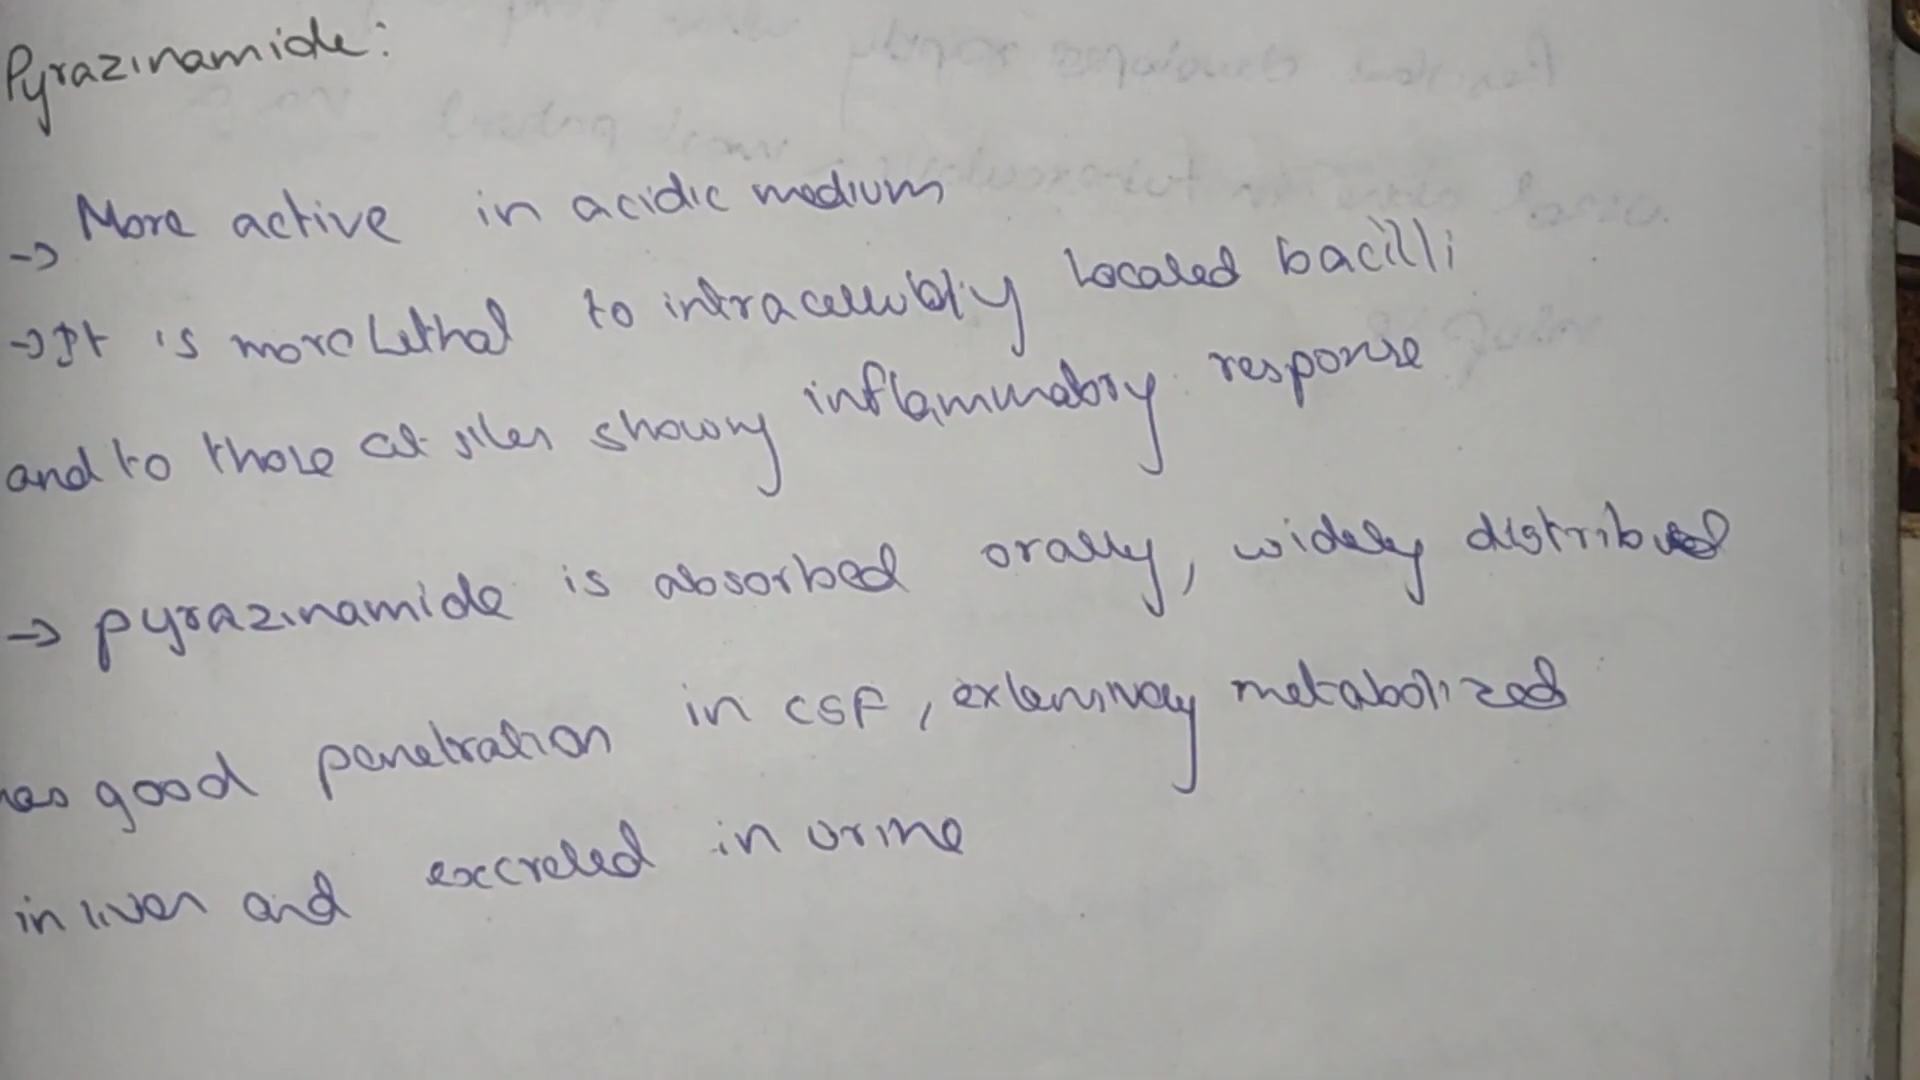 Pyrazinamide:
→ More active in acidic medium
→ It is more Lethal to intracellularly Located bacilli
and to those at sites showing inflammatory response
→ pyrazinamide is absorbed orally, widely distributed
has good penetration in CSF, extensively metabolized
in liver and excreted in urine